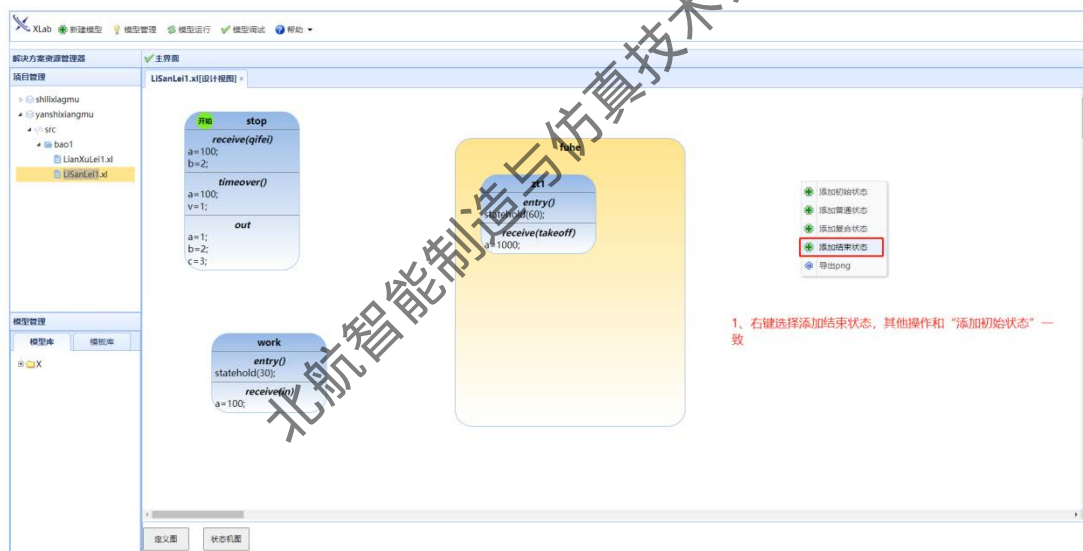 XLab 新建模型 模型管理 模型运行 模型调试 帮助
解决方案资源管理器
主界面
项目管理
LiSanLei1.xl[设计视图] ×
shilixiagmu
yanshixiangmu
src
bao1
LianXuLei1.xl
LiSanLei1.xl
开始 stop
receive(qifei)
a=100;
b=2;
timeover()
a=100;
v=1;
out
a=1;
b=2;
c=3;
work
entry()
statehold(30);
receive(in)
a=100;
fuhe
zt1
entry()
statehold(60);
receive(takeoff)
a=1000;
添加初始状态
添加普通状态
添加复合状态
添加结束状态
导出png
1、右键选择添加结束状态，其他操作和“添加初始状态”一
致
模型管理
模型库 模板库
X
定义图 状态机图
北航智能制造与仿真技术